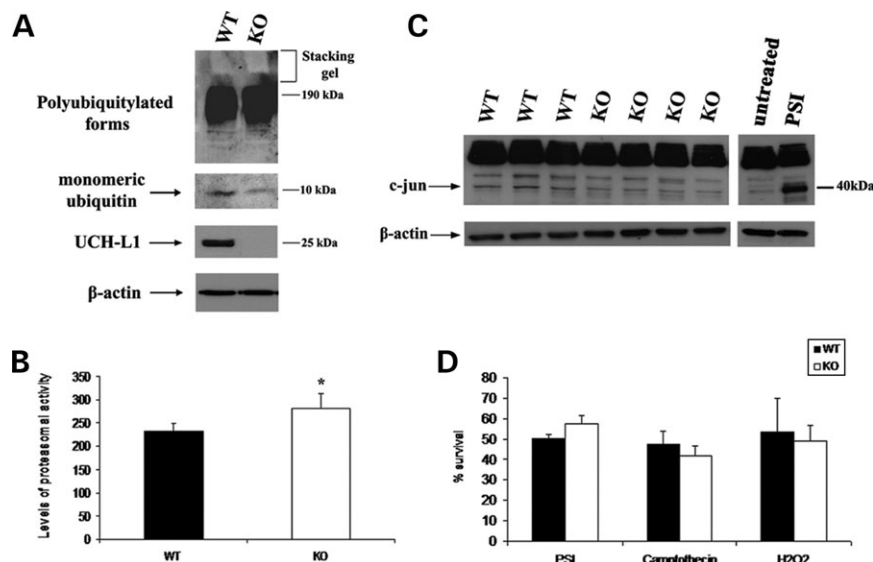 A
WT
KO
Stacking
gel
Polyubiquitylated
forms
190 kDa
monomeric
ubiquitin
10 kDa
UCH-L1
25 kDa
β-actin
B
Levels of proteasomal activity
350
300
250
200
150
100
50
0
*
WT
KO
C
WT
WT
WT
KO
KO
KO
KO
untreated
PSI
c-jun
40kDa
β-actin
D
WT
KO
% survival
80
70
60
50
40
30
20
10
0
PSI
Camptothecin
H2O2